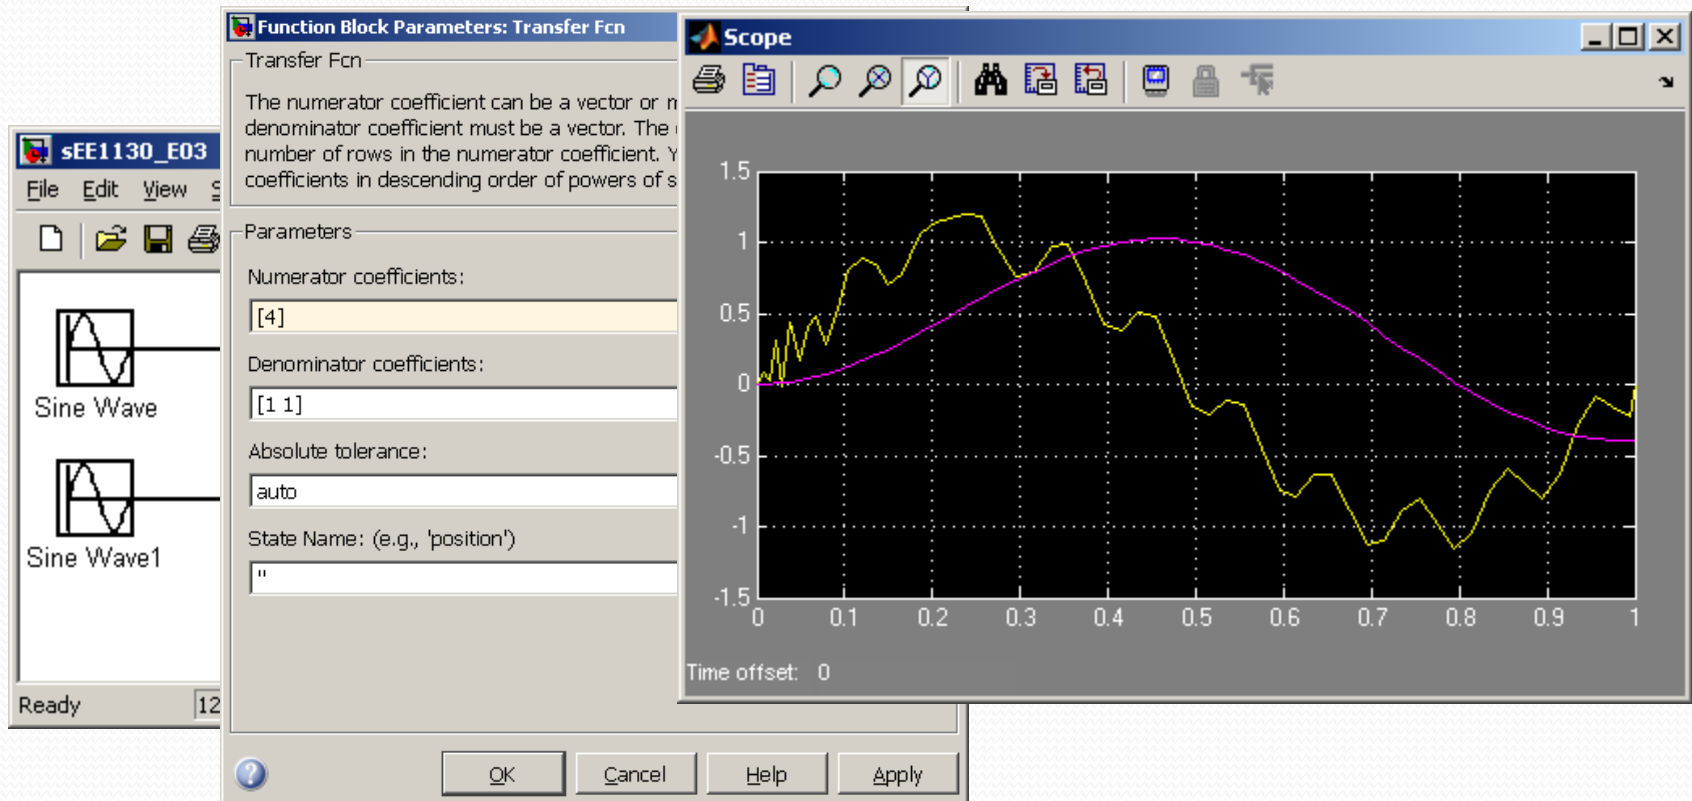 sEE1130_E03
File Edit View
Sine Wave
Sine Wave1
Ready 12
Function Block Parameters: Transfer Fcn
Transfer Fcn
The numerator coefficient can be a vector or
denominator coefficient must be a vector. The
number of rows in the numerator coefficient.
coefficients in descending order of powers of s
Parameters
Numerator coefficients:
[4]
Denominator coefficients:
[1 1]
Absolute tolerance:
auto
State Name: (e.g., 'position')
''
OK Cancel Help Apply
Scope
1.5
1
0.5
0
-0.5
-1
-1.5
0 0.1 0.2 0.3 0.4 0.5 0.6 0.7 0.8 0.9 1
Time offset: 0